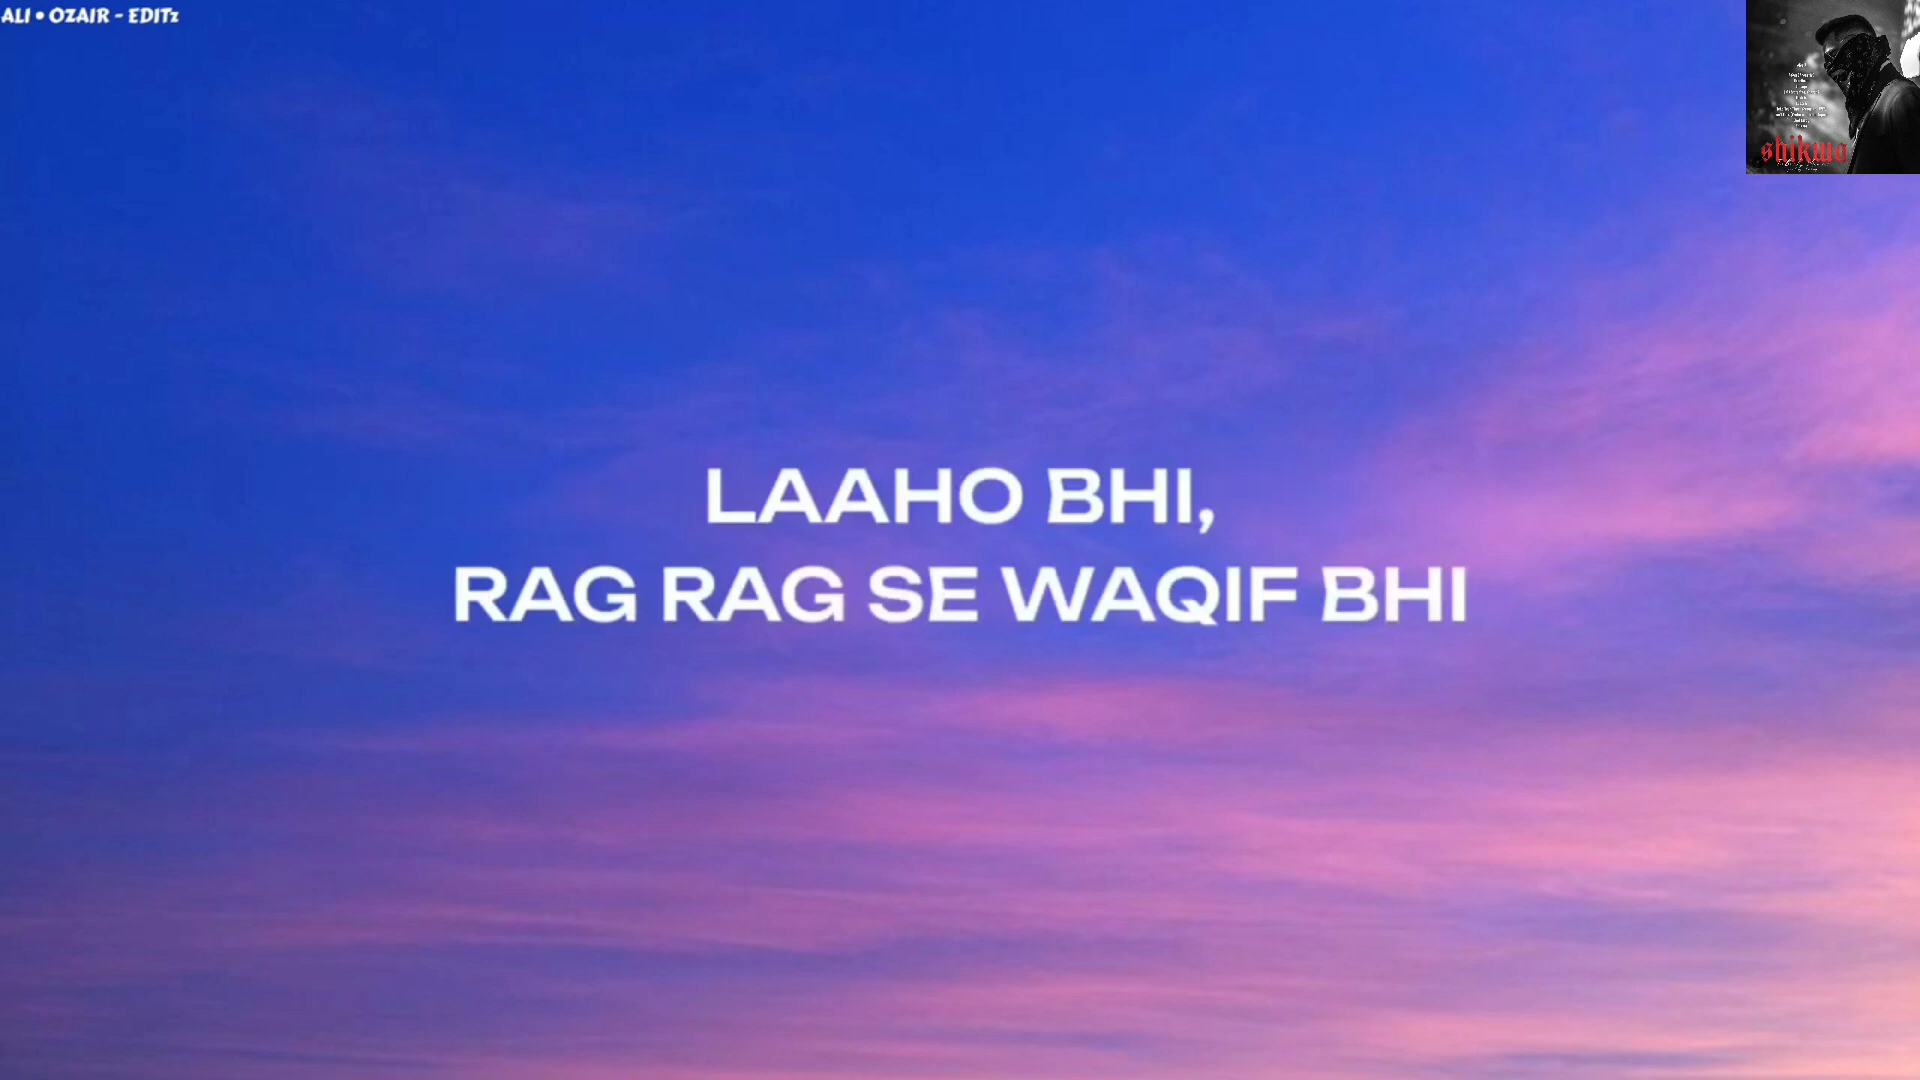 ALI • OZAIR - EDITz
shikwa
LAAHO BHI,
RAG RAG SE WAQIF BHI